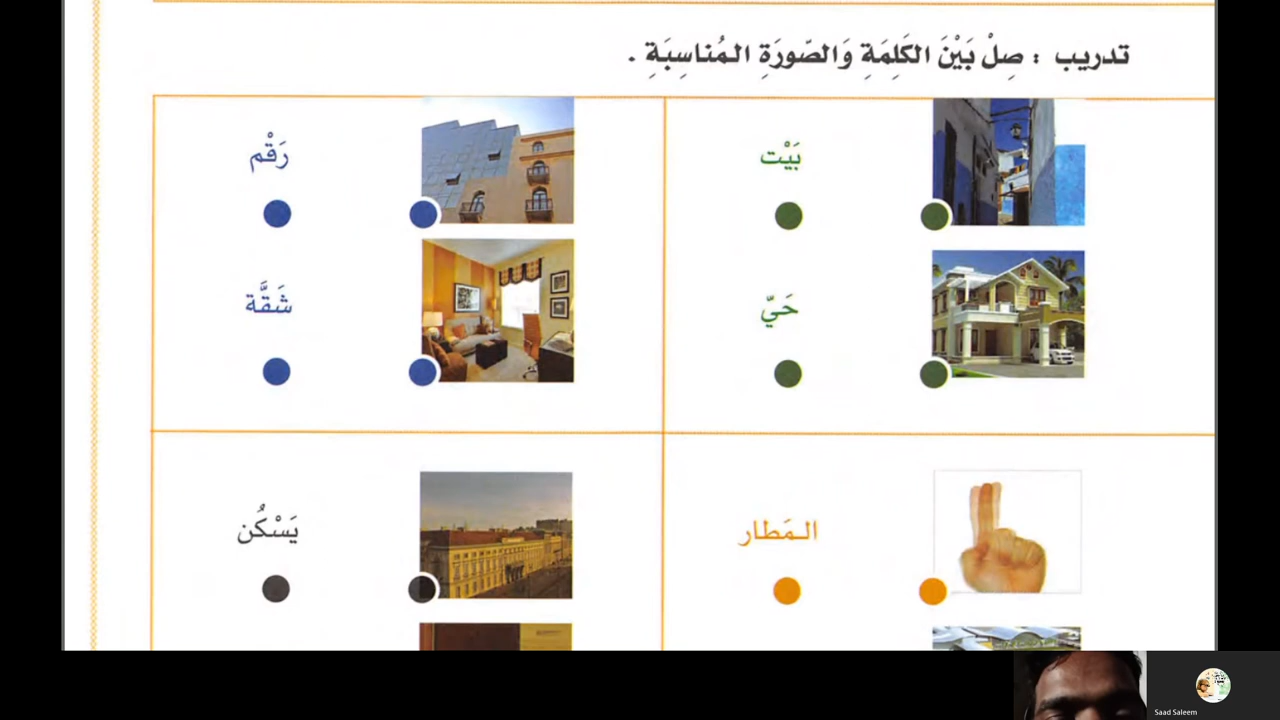 تدريب : صِلْ بَيْنَ الكَلِمَةِ وَالصّورَةِ المُناسِبَةِ .
بَيْت
حَيّ
رَقْم
شَقَّة
المَطار
يَسْكُن
Saad Saleem